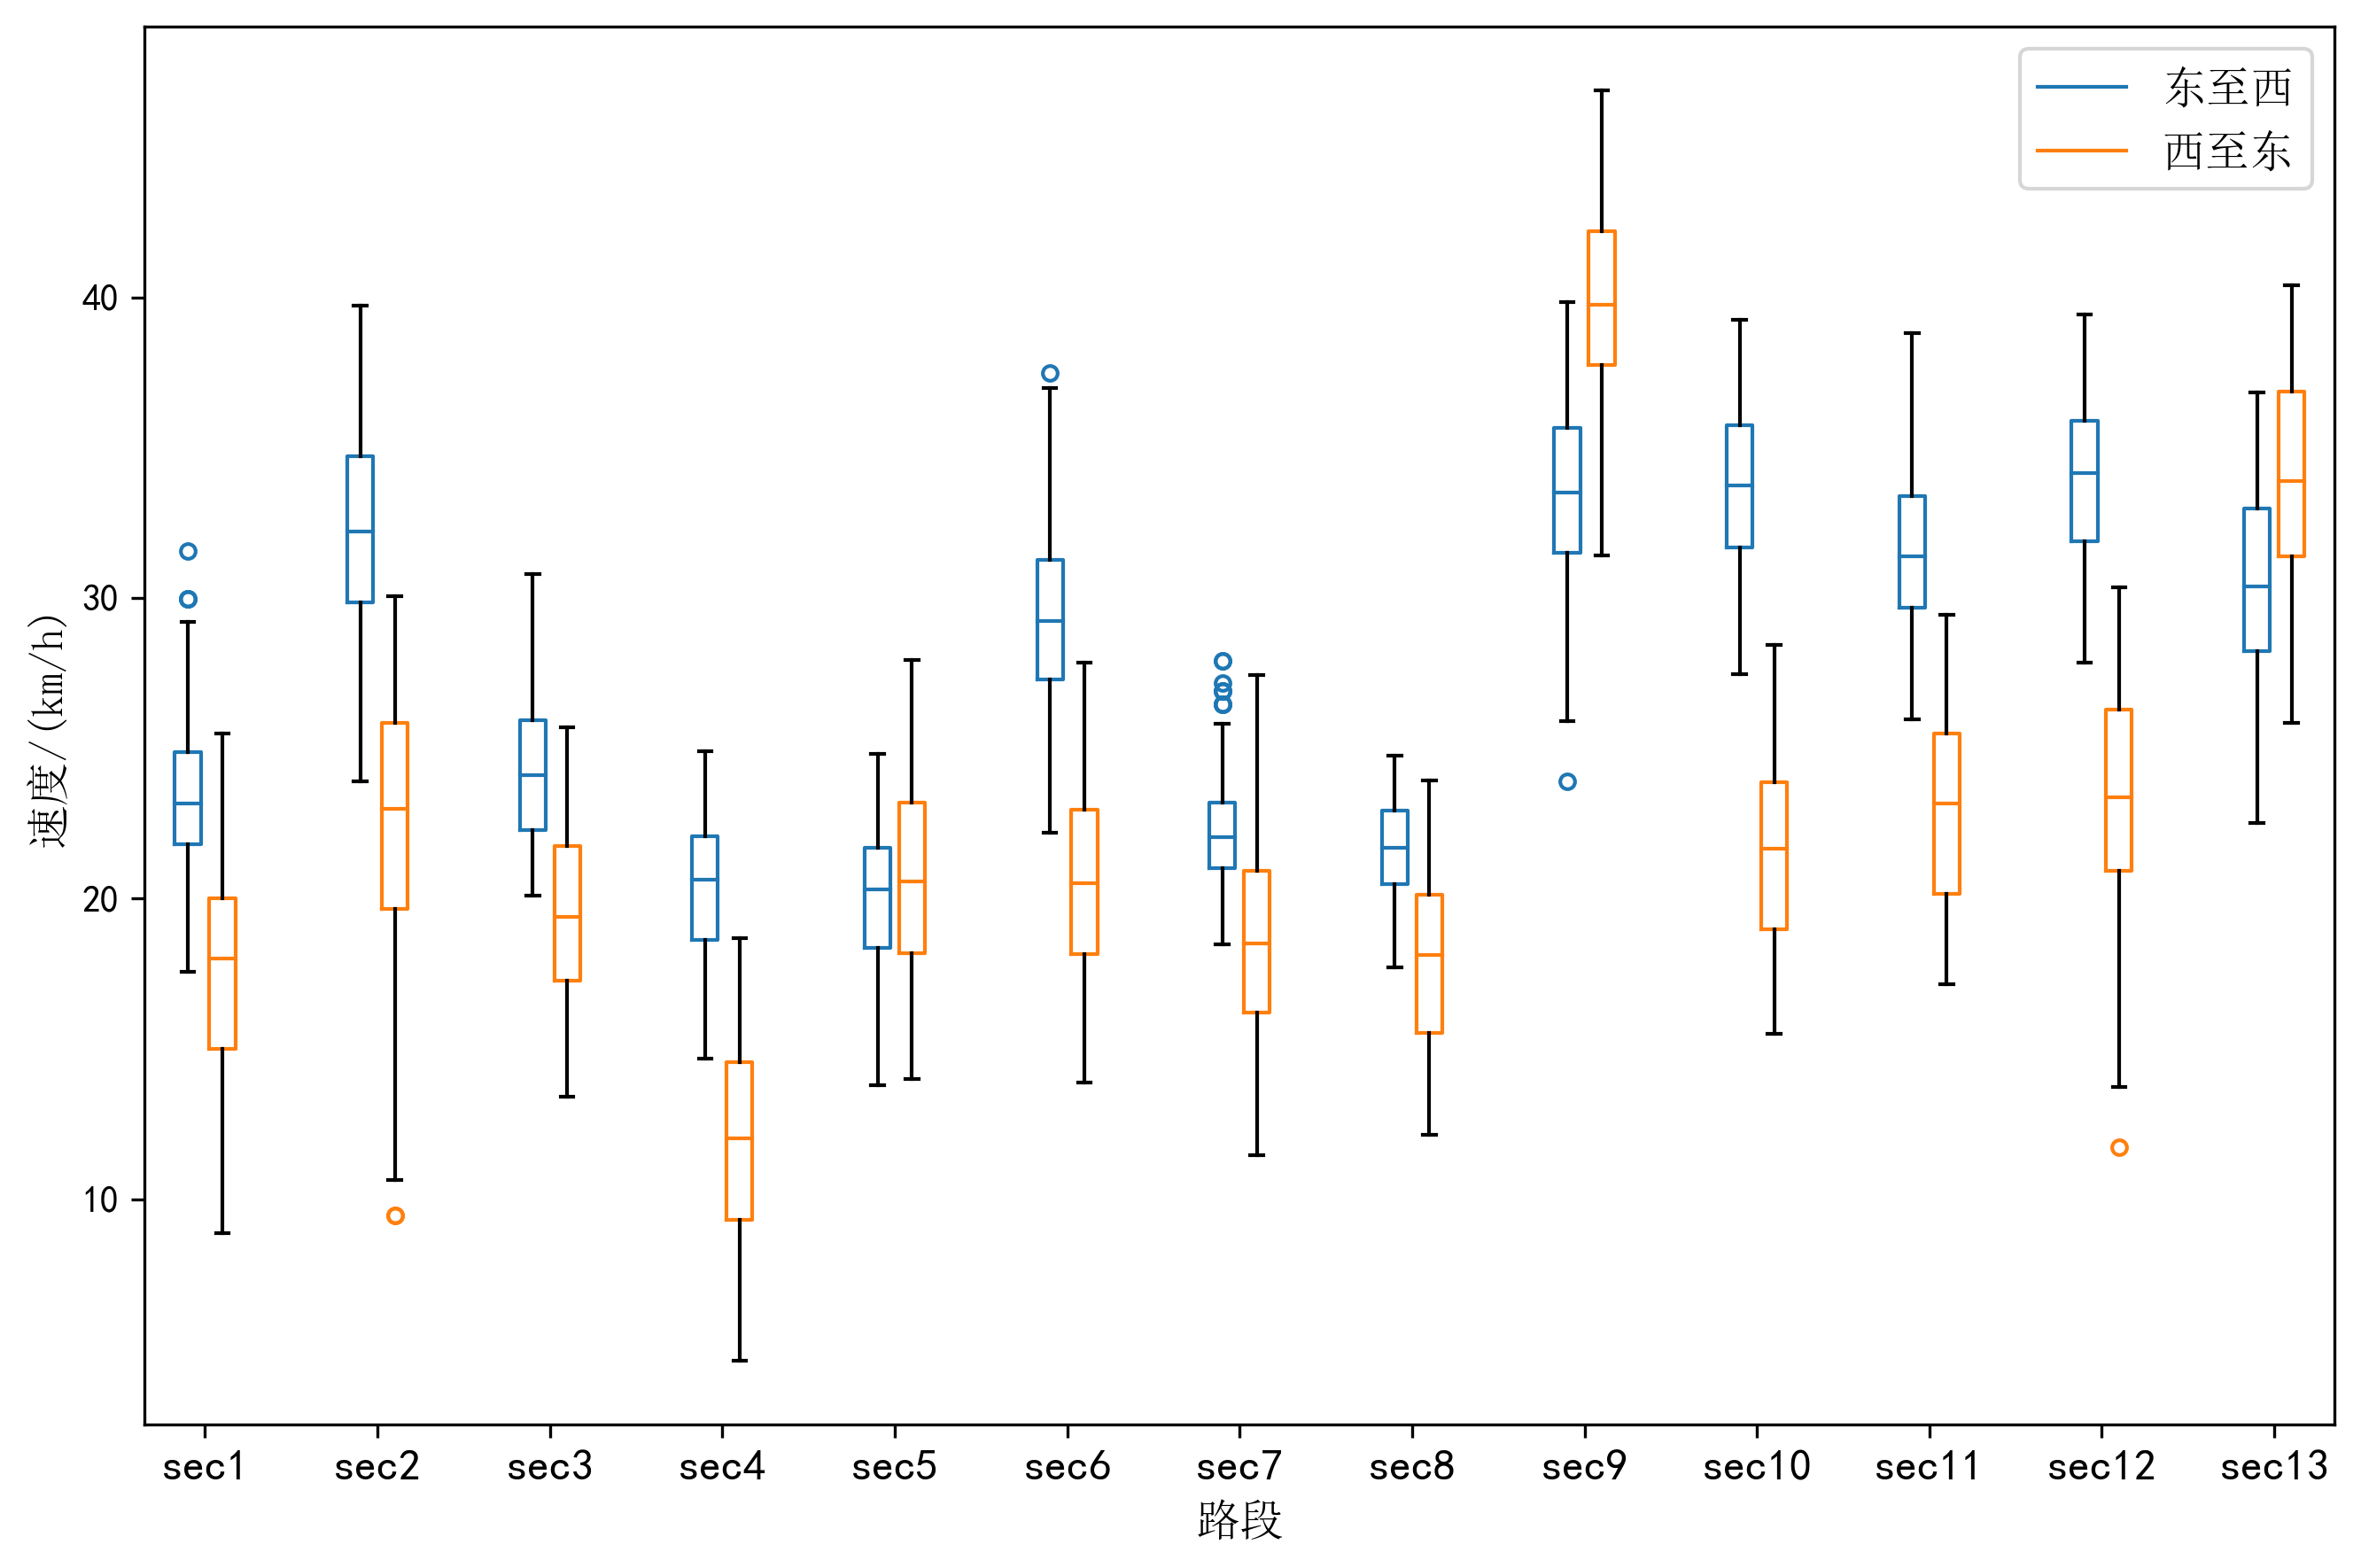 东至西
西至东
40
30
20
10
速度/(km/h)
sec1 sec2 sec3 sec4 sec5 sec6 sec7 sec8 sec9 sec10 sec11 sec12 sec13
路段